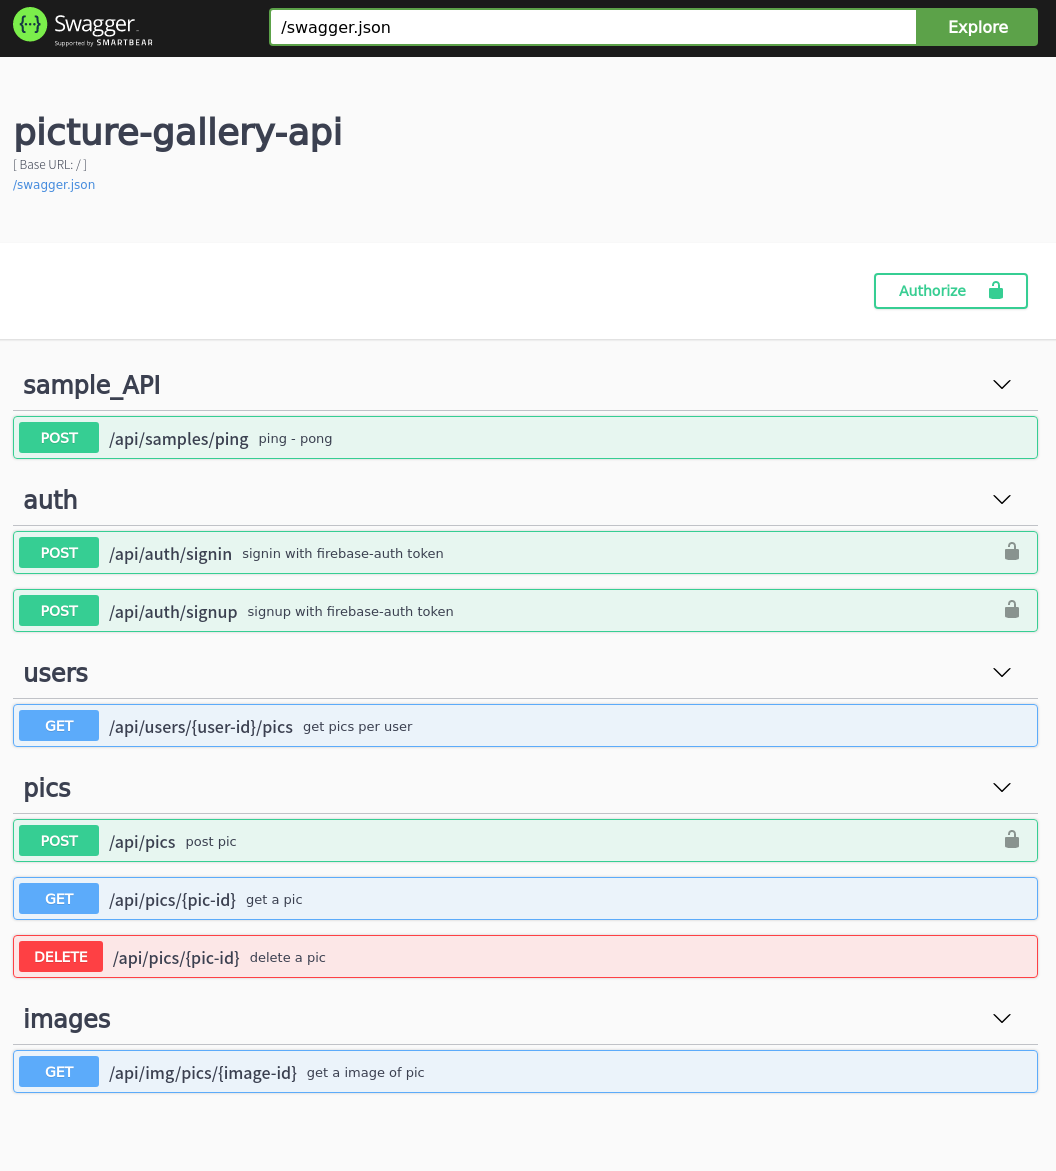 Swagger
Supported by SMARTBEAR
/swagger.json
Explore
picture-gallery-api
[ Base URL: / ]
/swagger.json
Authorize
sample_API
POST /api/samples/ping ping - pong
auth
POST /api/auth/signin signin with firebase-auth token
POST /api/auth/signup signup with firebase-auth token
users
GET /api/users/{user-id}/pics get pics per user
pics
POST /api/pics post pic
GET /api/pics/{pic-id} get a pic
DELETE /api/pics/{pic-id} delete a pic
images
GET /api/img/pics/{image-id} get a image of pic